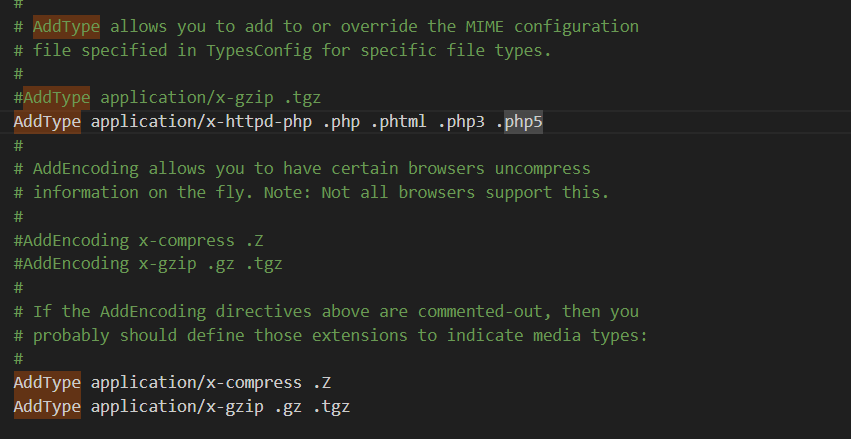 #
# AddType allows you to add to or override the MIME configuration
# file specified in TypesConfig for specific file types.
#
#AddType application/x-gzip .tgz
AddType application/x-httpd-php .php .phtml .php3 .php5
#
# AddEncoding allows you to have certain browsers uncompress
# information on the fly. Note: Not all browsers support this.
#
#AddEncoding x-compress .Z
#AddEncoding x-gzip .gz .tgz
#
# If the AddEncoding directives above are commented-out, then you
# probably should define those extensions to indicate media types:
#
AddType application/x-compress .Z
AddType application/x-gzip .gz .tgz